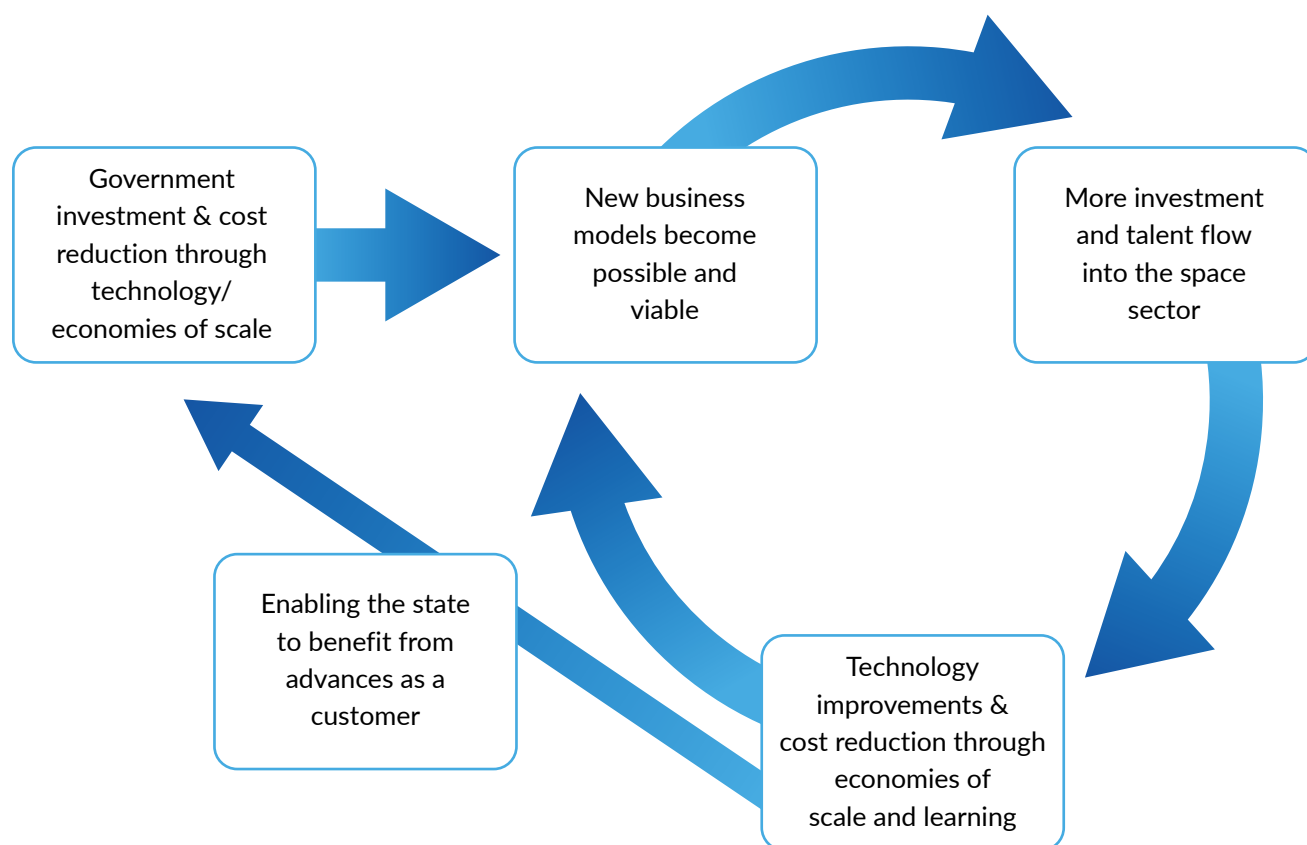 Government
investment & cost
reduction through
technology/
economies of scale
New business
models become
possible and
viable
More investment
and talent flow
into the space
sector
Enabling the state
to benefit from
advances as a
customer
Technology
improvements &
cost reduction through
economies of
scale and learning